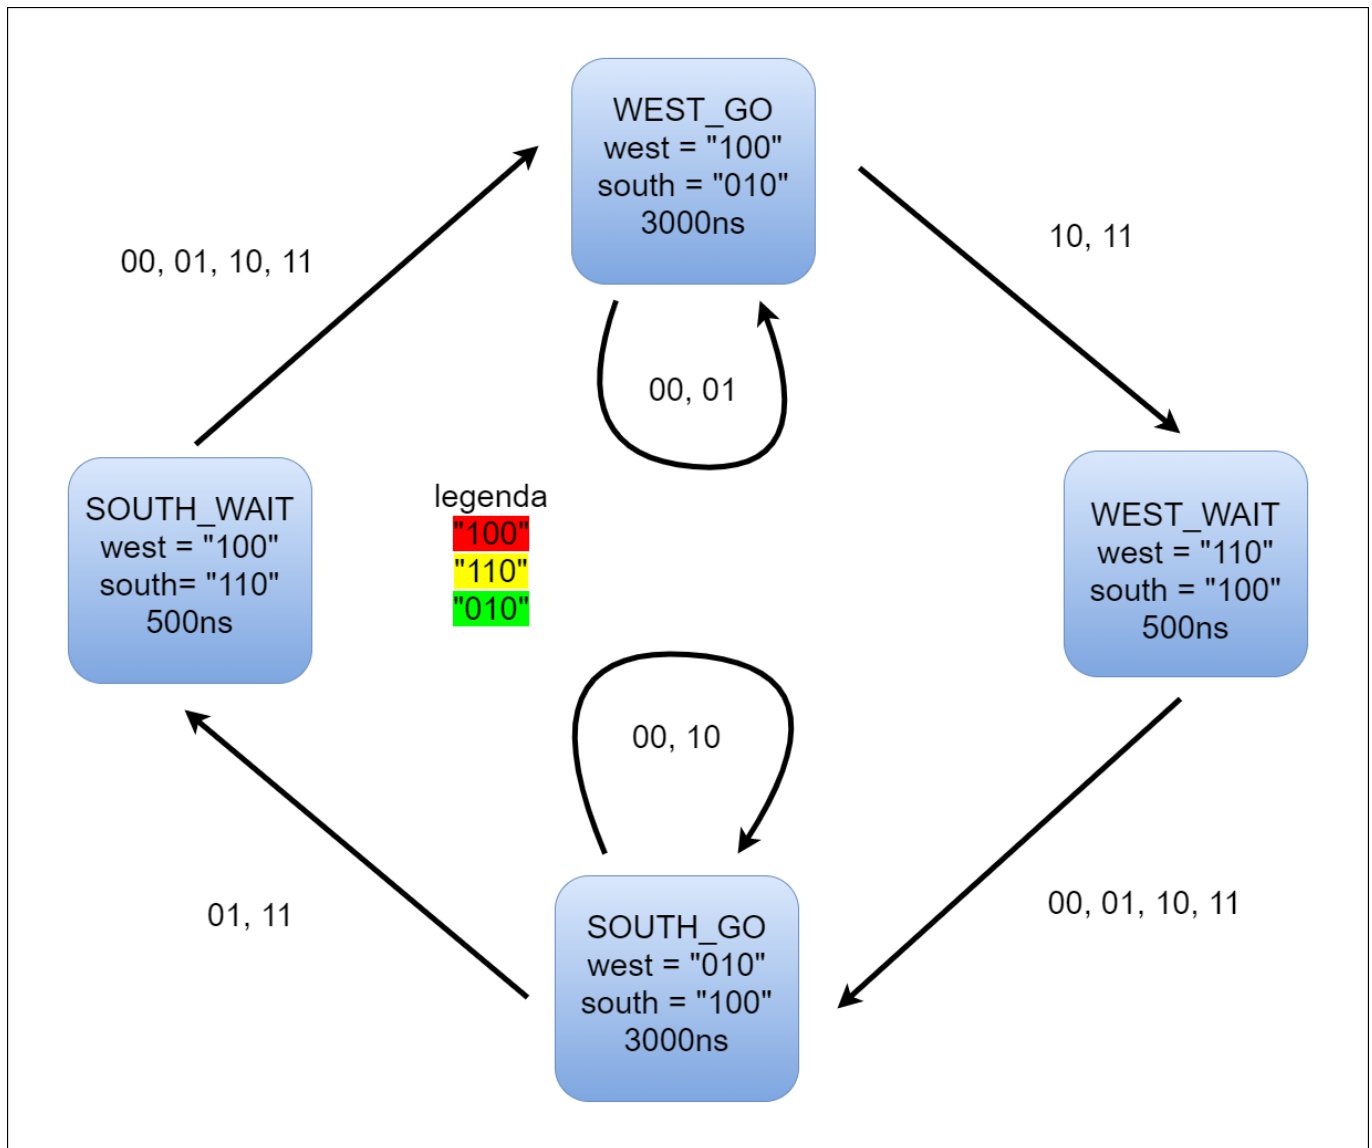 WEST_GO
west = "100"
south = "010"
3000ns
00, 01, 10, 11
10, 11
00, 01
SOUTH_WAIT
west = "100"
south= "110"
500ns
legenda
"100"
"110"
"010"
WEST_WAIT
west = "110"
south = "100"
500ns
00, 10
01, 11
00, 01, 10, 11
SOUTH_GO
west = "010"
south = "100"
3000ns